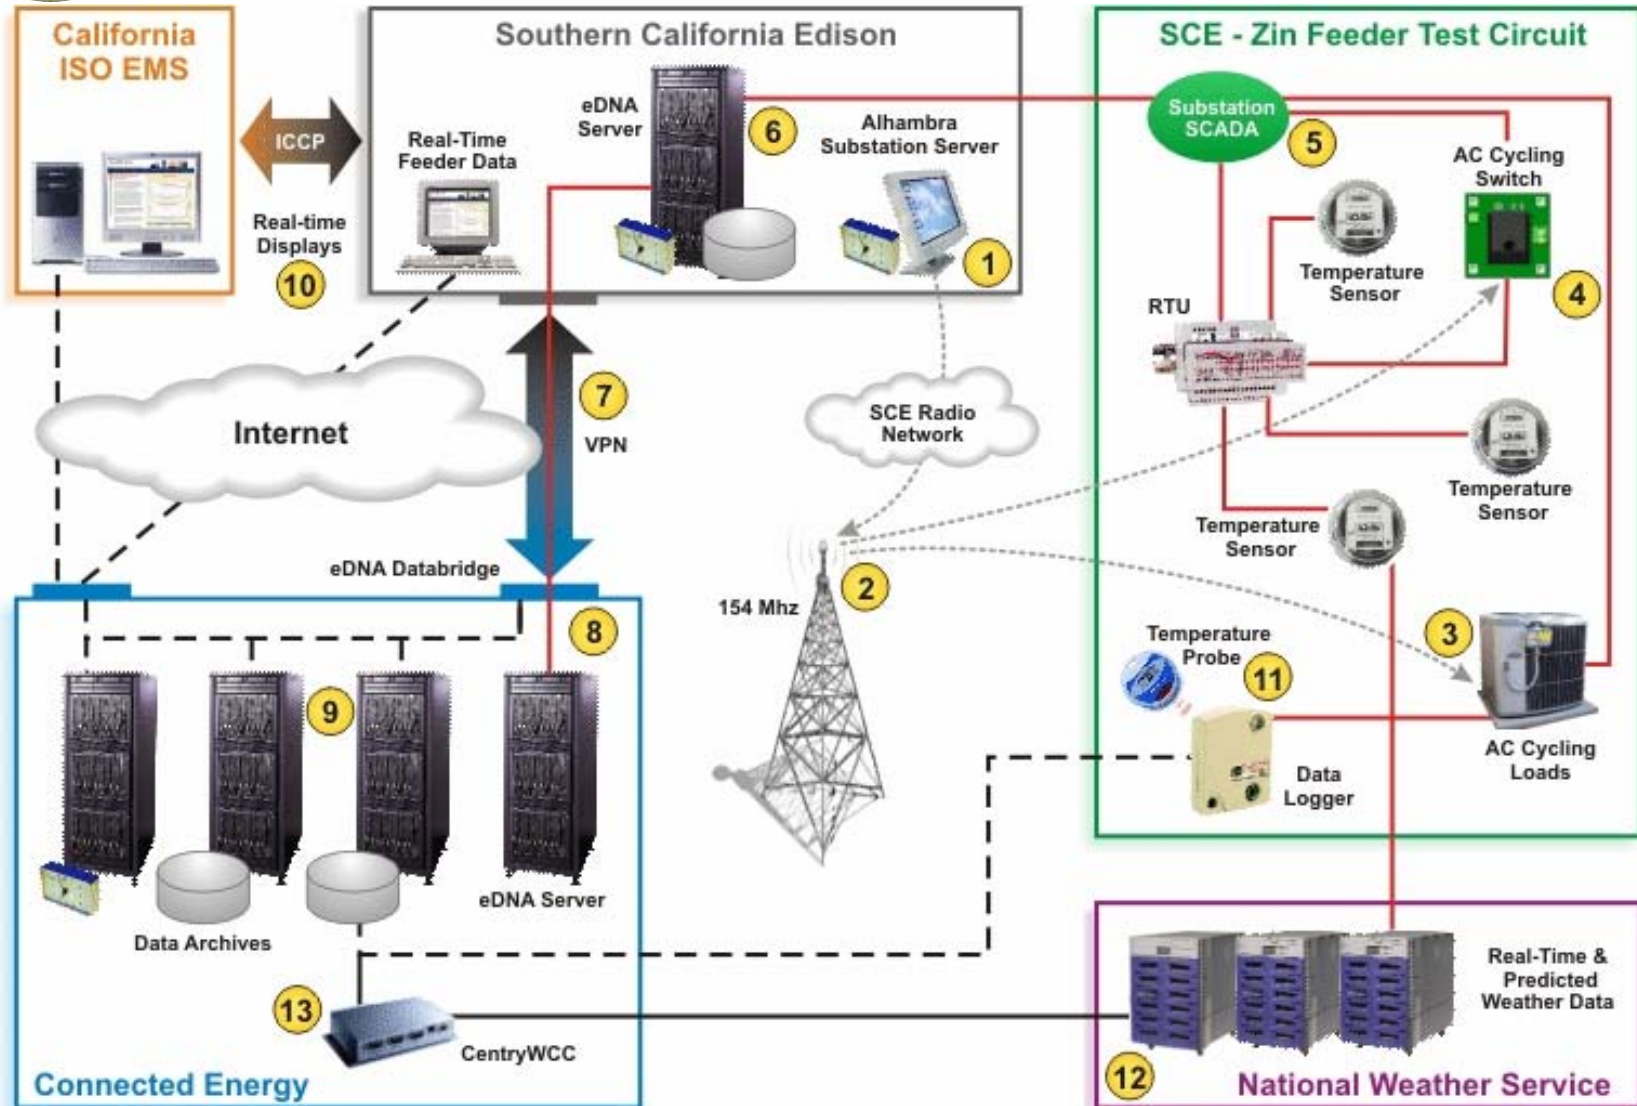 California
ISO EMS
Southern California Edison
SCE - Zin Feeder Test Circuit
ICCP
Real-time
Displays
10
Real-Time
Feeder Data
eDNA
Server
6
Alhambra
Substation Server
1
Substation
SCADA
5
AC Cycling
Switch
4
Temperature
Sensor
RTU
Temperature
Sensor
Temperature
Sensor
Internet
7
VPN
SCE Radio
Network
eDNA Databridge
154 Mhz
2
3
AC Cycling
Loads
Temperature
Probe
11
Data
Logger
8
9
eDNA Server
Data Archives
13
CentryWCC
Connected Energy
Real-Time &
Predicted
Weather Data
12
National Weather Service